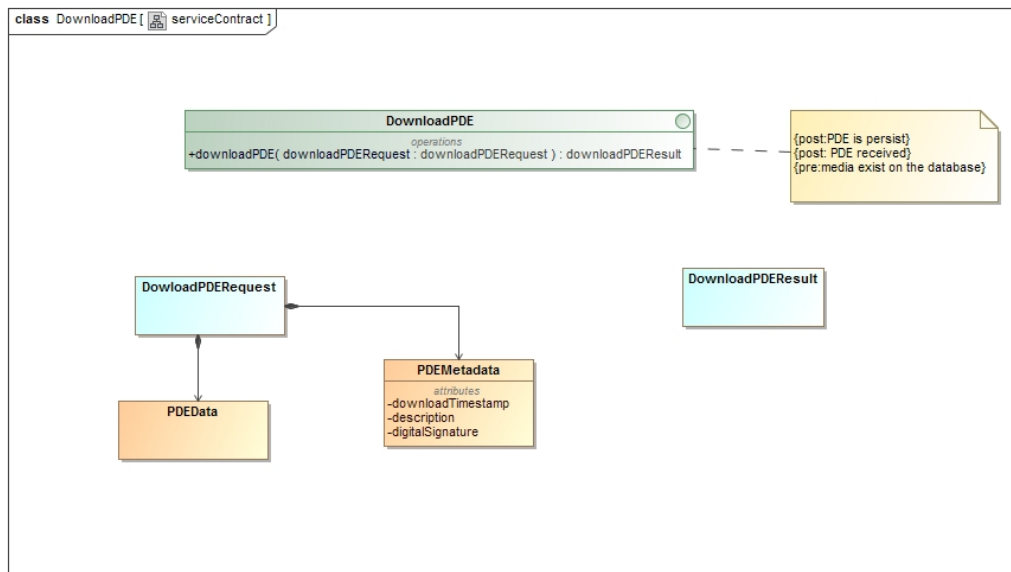 class DownloadPDE [ serviceContract ]
DownloadPDE
operations
+downloadPDE( downloadPDERequest : downloadPDERequest ) : downloadPDEResult
{post:PDE is persist}
{post: PDE received}
{pre:media exist on the database}
DowloadPDERequest
DownloadPDEResult
PDEMetadata
attributes
-downloadTimestamp
-description
-digitalSignature
PDEData